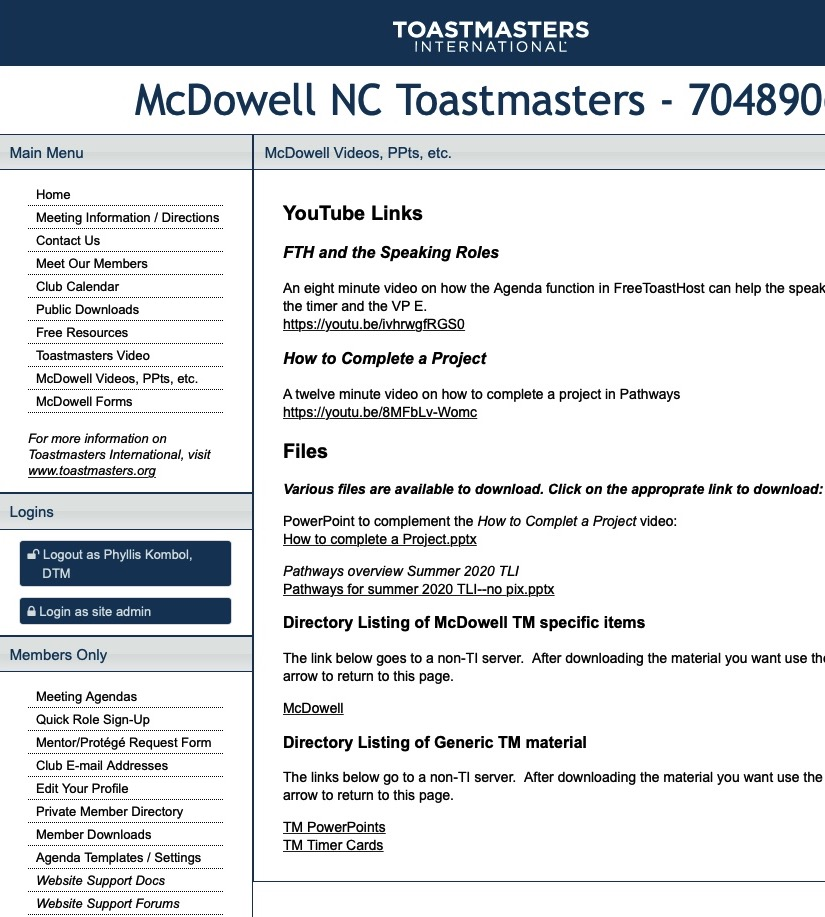 TOASTMASTERS
INTERNATIONAL
McDowell NC Toastmasters - 704890
Main Menu
Home
Meeting Information / Directions
Contact Us
Meet Our Members
Club Calendar
Public Downloads
Free Resources
Toastmasters Video
McDowell Videos, PPts, etc.
McDowell Forms
For more information on
Toastmasters International, visit
www.toastmasters.org
Logins
Logout as Phyllis Kombol,
DTM
Login as site admin
Members Only
Meeting Agendas
Quick Role Sign-Up
Mentor/Protégé Request Form
Club E-mail Addresses
Edit Your Profile
Private Member Directory
Member Downloads
Agenda Templates / Settings
Website Support Docs
Website Support Forums
McDowell Videos, PPts, etc.
YouTube Links
FTH and the Speaking Roles
An eight minute video on how the Agenda function in FreeToastHost can help the speak
the timer and the VP E.
https://youtu.be/ivhrwgfRGS0
How to Complete a Project
A twelve minute video on how to complete a project in Pathways
https://youtu.be/8MFbLv-Womc
Files
Various files are available to download. Click on the approprate link to download:
PowerPoint to complement the How to Complet a Project video:
How to complete a Project.pptx
Pathways overview Summer 2020 TLI
Pathways for summer 2020 TLI--no pix.pptx
Directory Listing of McDowell TM specific items
The link below goes to a non-TI server. After downloading the material you want use the
arrow to return to this page.
McDowell
Directory Listing of Generic TM material
The links below go to a non-TI server. After downloading the material you want use the
arrow to return to this page.
TM PowerPoints
TM Timer Cards